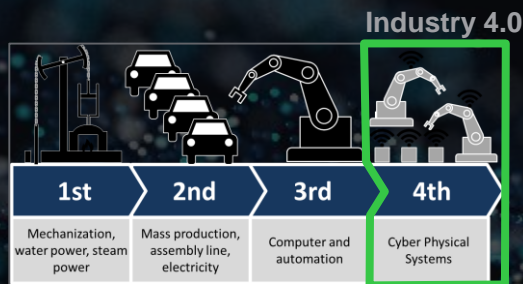 Industry 4.0
1st
2nd
3rd
4th
Mechanization,
water power, steam
power
Mass production,
assembly line,
electricity
Computer and
automation
Cyber Physical
Systems